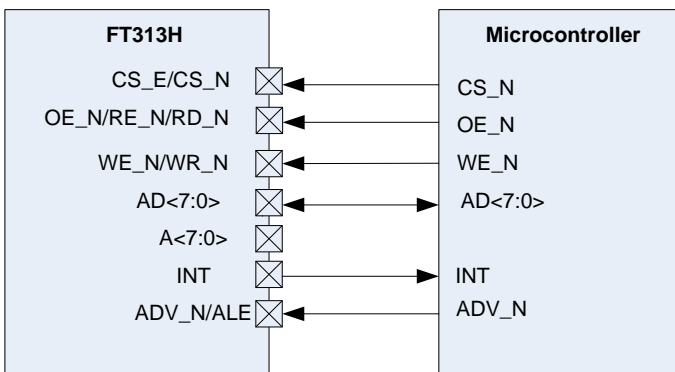 FT313H
Microcontroller
CS_E/CS_N
CS_N
OE_N/RE_N/RD_N
OE_N
WE_N/WR_N
WE_N
AD<7:0>
AD<7:0>
A<7:0>
INT
INT
ADV_N/ALE
ADV_N